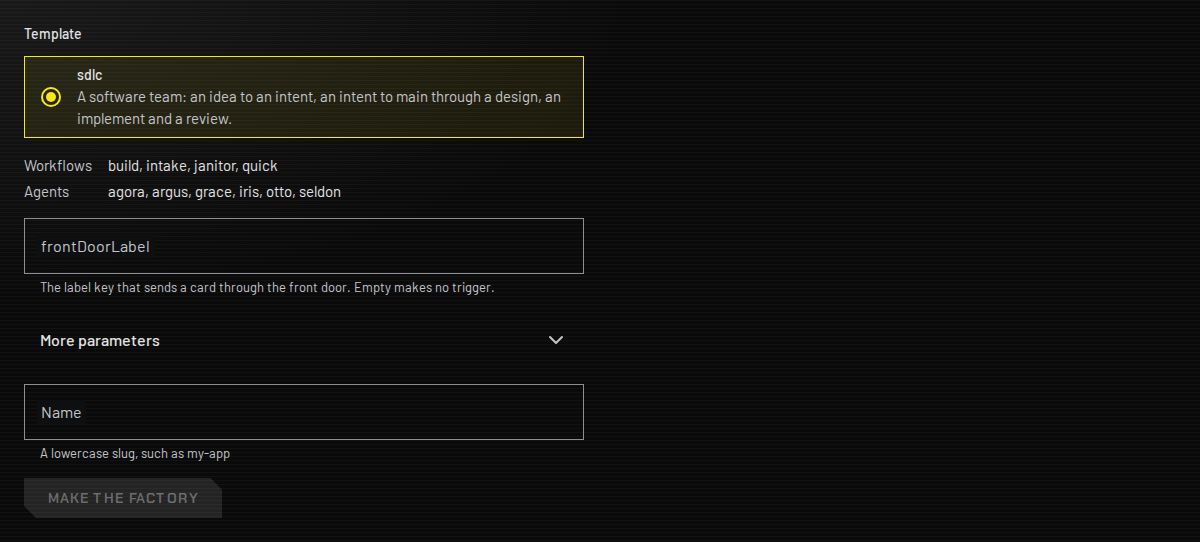 Template
sdlc
A software team: an idea to an intent, an intent to main through a design, an
implement and a review.
Workflows build, intake, janitor, quick
Agents agora, argus, grace, iris, otto, seldon
frontDoorLabel
The label key that sends a card through the front door. Empty makes no trigger.
More parameters
Name
A lowercase slug, such as my-app
MAKE THE FACTORY